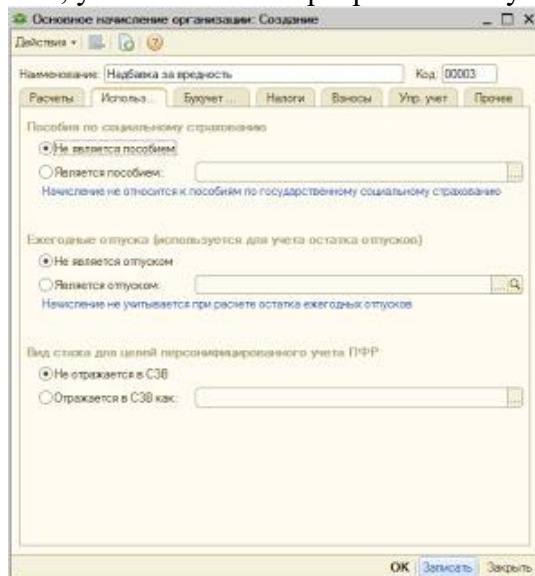 Основное начисление организации: Создание
Действия
Наименование: Надбавка за вредность Код: 00003
Расчеты Использ... Бухучет ... Налоги Взносы Упр. учет Прочее
Пособия по социальному страхованию
Не является пособием
Является пособием: ...
Начисление не относится к пособиям по государственному социальному страхованию
Ежегодные отпуска (используется для учета остатка отпусков)
Не является отпуском
Является отпуском: ...
Начисление не учитывается при расчете остатка ежегодных отпусков
Вид стажа для целей персонифицированного учета ПФР
Не отражается в СЗВ
Отражается в СЗВ как: ...
OK Записать Закрыть